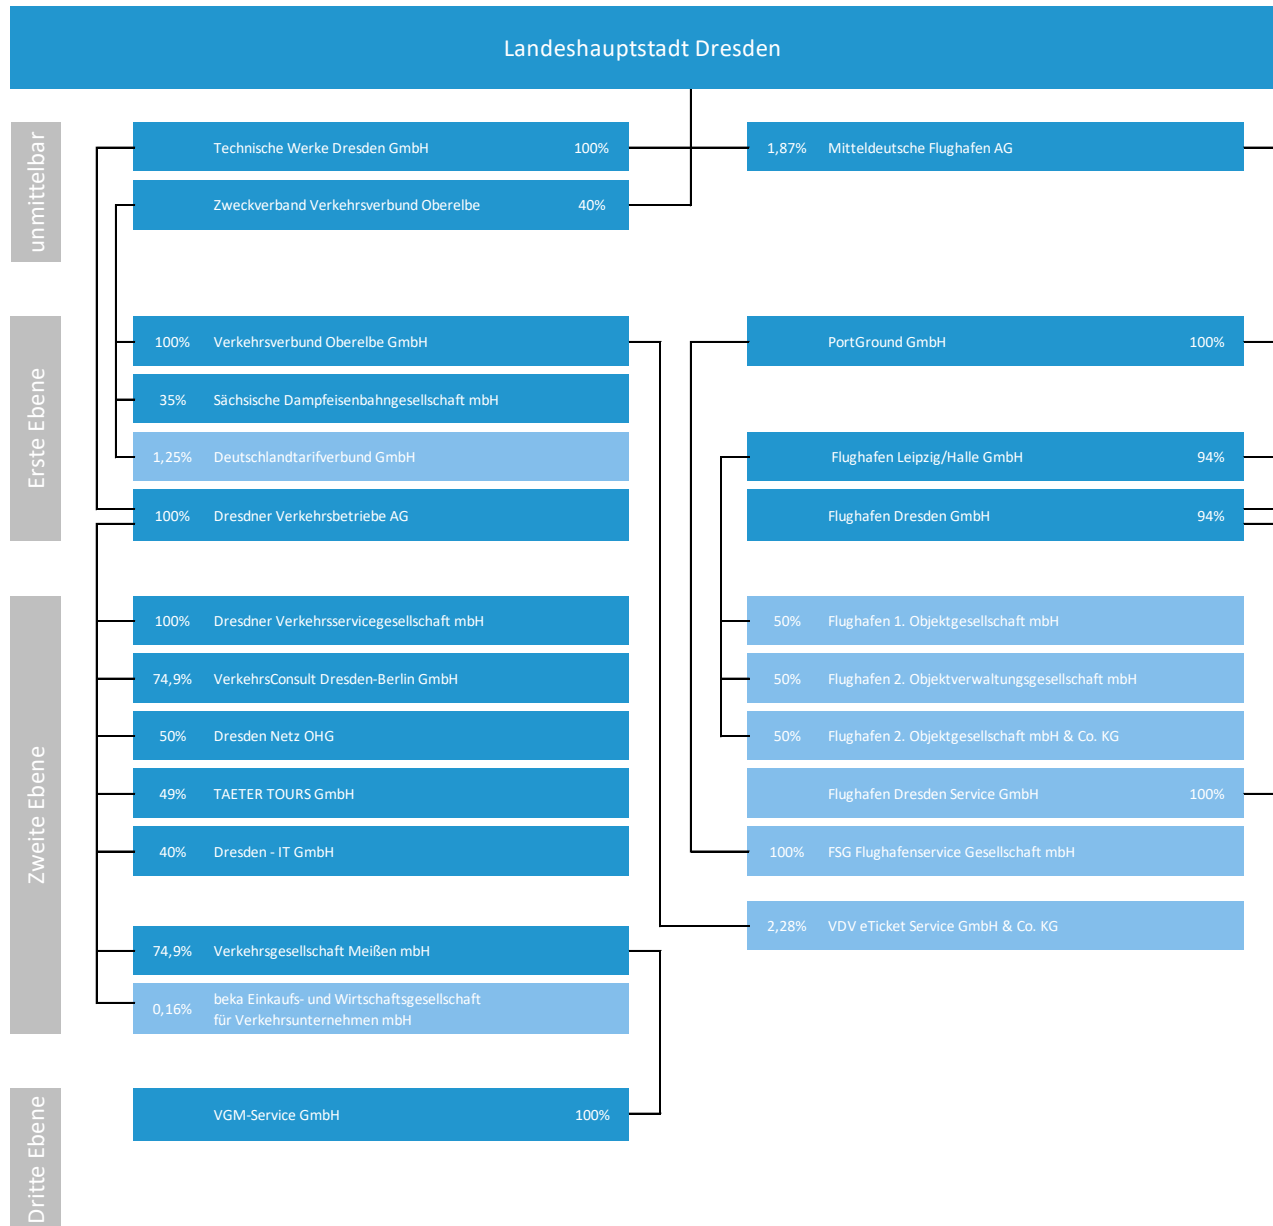 Landeshauptstadt Dresden
unmittelbar
Technische Werke Dresden GmbH 100%
1,87% Mitteldeutsche Flughafen AG
Zweckverband Verkehrsverbund Oberelbe 40%
Erste Ebene
100% Verkehrsverbund Oberelbe GmbH
PortGround GmbH 100%
35% Sächsische Dampfeisenbahngesellschaft mbH
1,25% Deutschlandtarifverbund GmbH
Flughafen Leipzig/Halle GmbH 94%
100% Dresdner Verkehrsbetriebe AG
Flughafen Dresden GmbH 94%
Zweite Ebene
100% Dresdner Verkehrsservicegesellschaft mbH
50% Flughafen 1. Objektgesellschaft mbH
74,9% VerkehrsConsult Dresden-Berlin GmbH
50% Flughafen 2. Objektverwaltungsgesellschaft mbH
50% Dresden Netz OHG
50% Flughafen 2. Objektgesellschaft mbH & Co. KG
49% TAETER TOURS GmbH
Flughafen Dresden Service GmbH 100%
40% Dresden - IT GmbH
100% FSG Flughafenservice Gesellschaft mbH
2,28% VDV eTicket Service GmbH & Co. KG
74,9% Verkehrsgesellschaft Meißen mbH
0,16% beka Einkaufs- und Wirtschaftsgesellschaft
für Verkehrsunternehmen mbH
Dritte Ebene
VGM-Service GmbH 100%